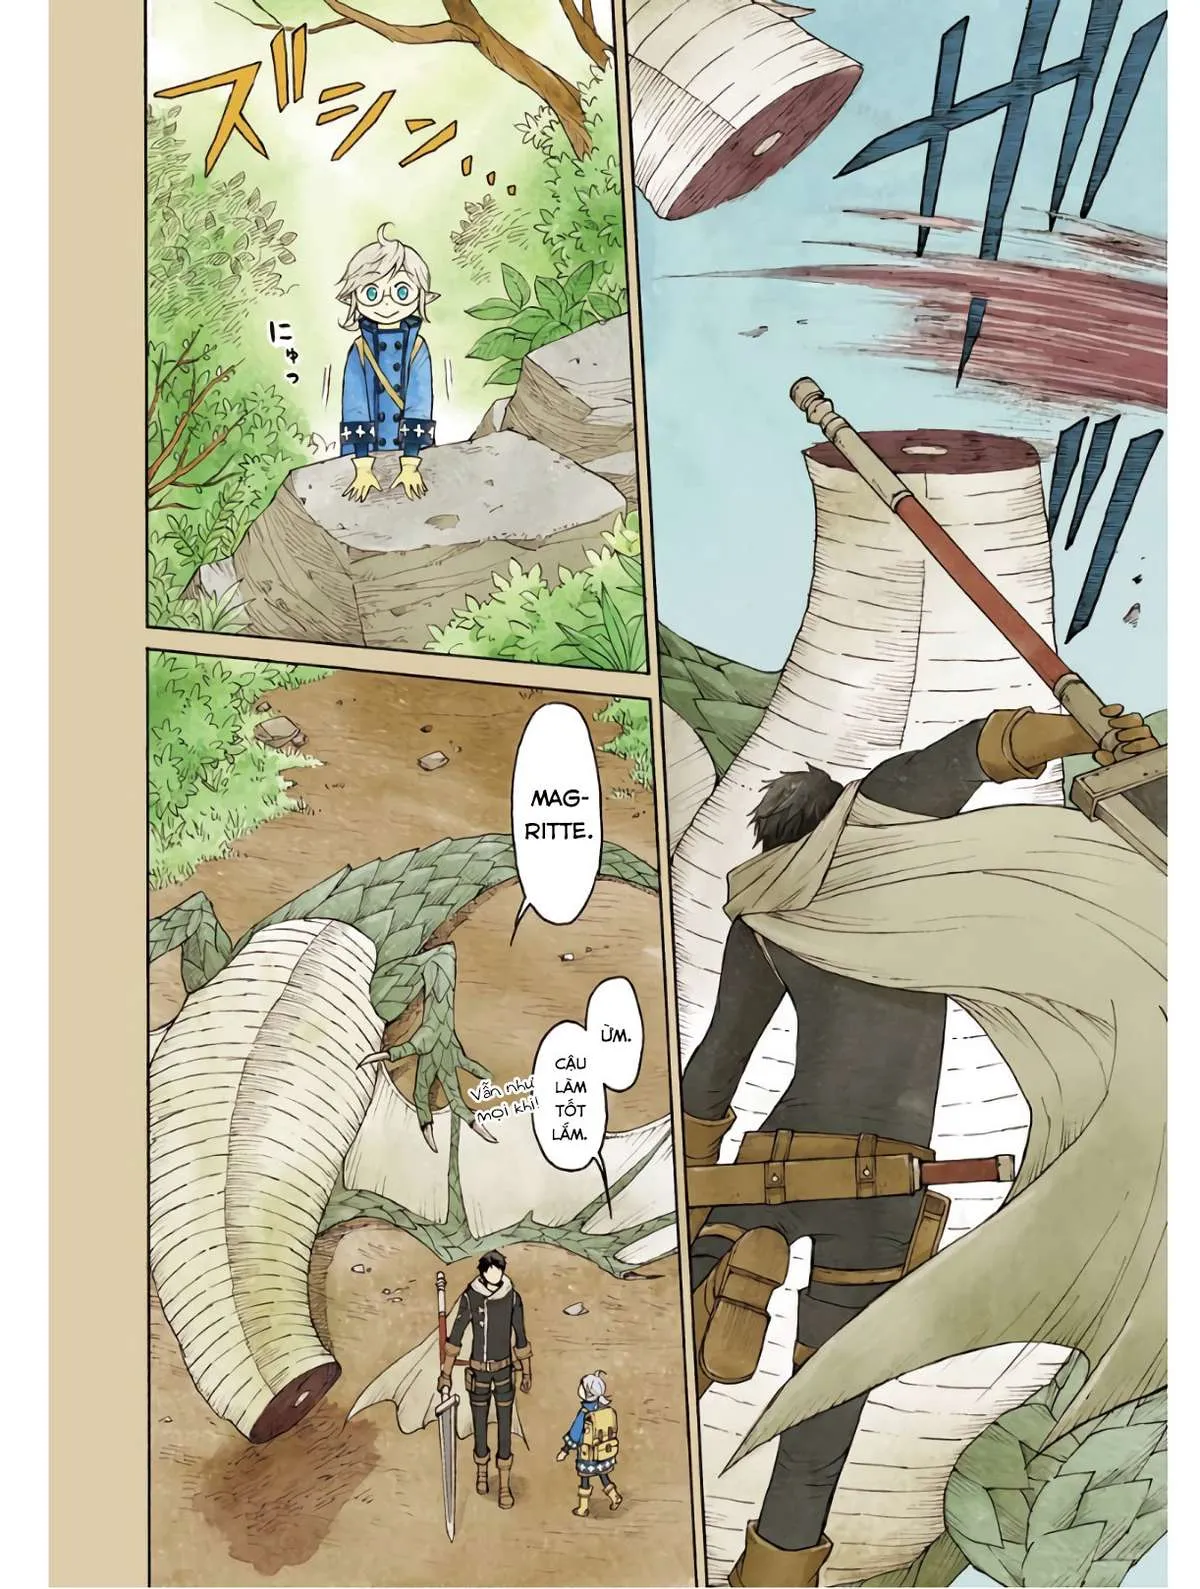 ズシン...
にゅっ
MAG-
RITTE.
ỪM.
CẬU
LÀM
TỐT
LẮM.
Vẫn như
mọi khi!